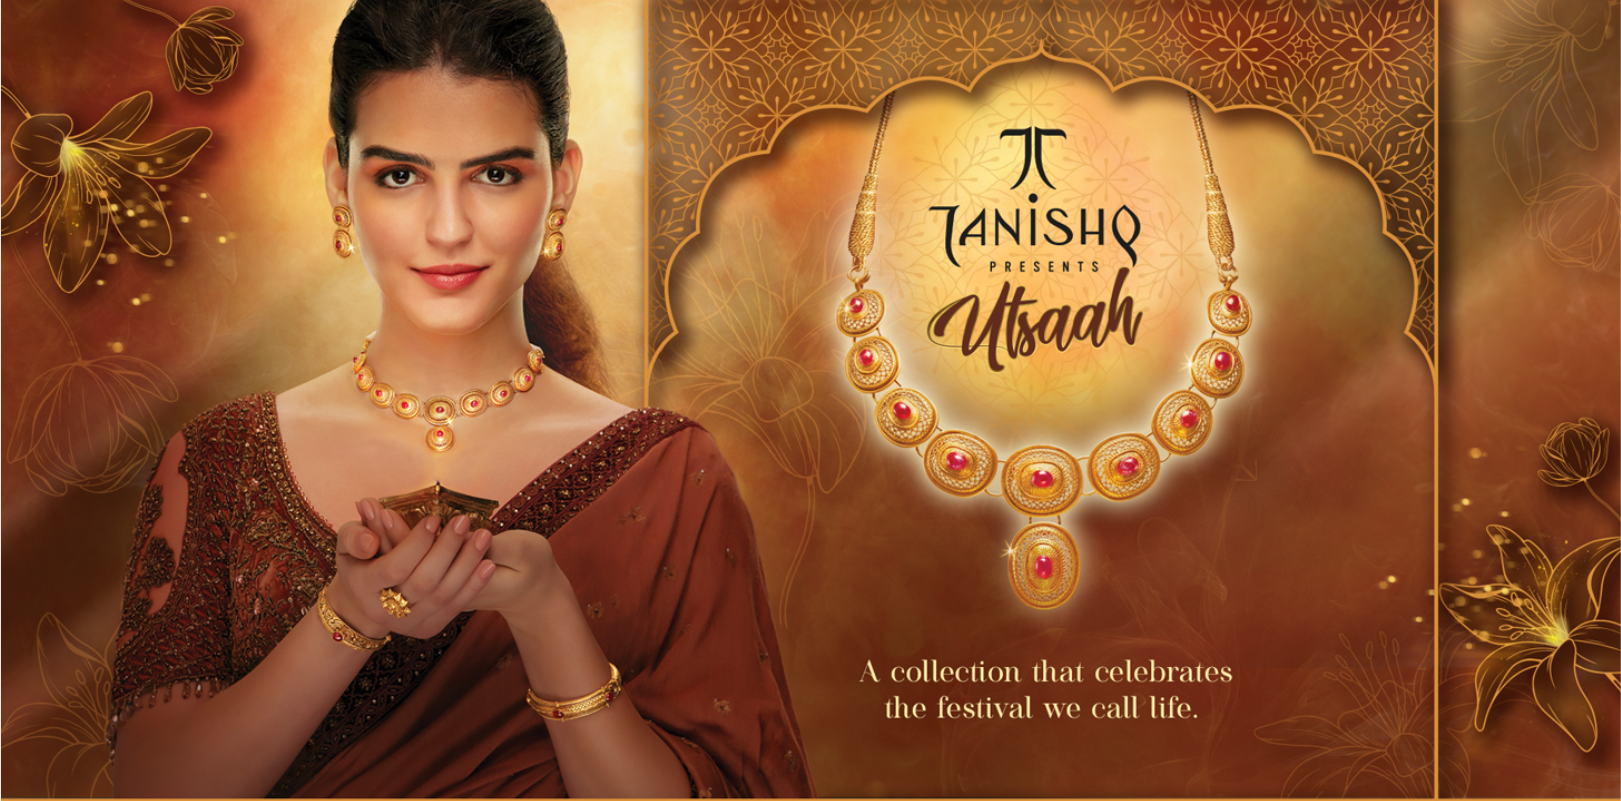 TANISHQ
PRESENTS
Utsaah
A collection that celebrates
the festival we call life.